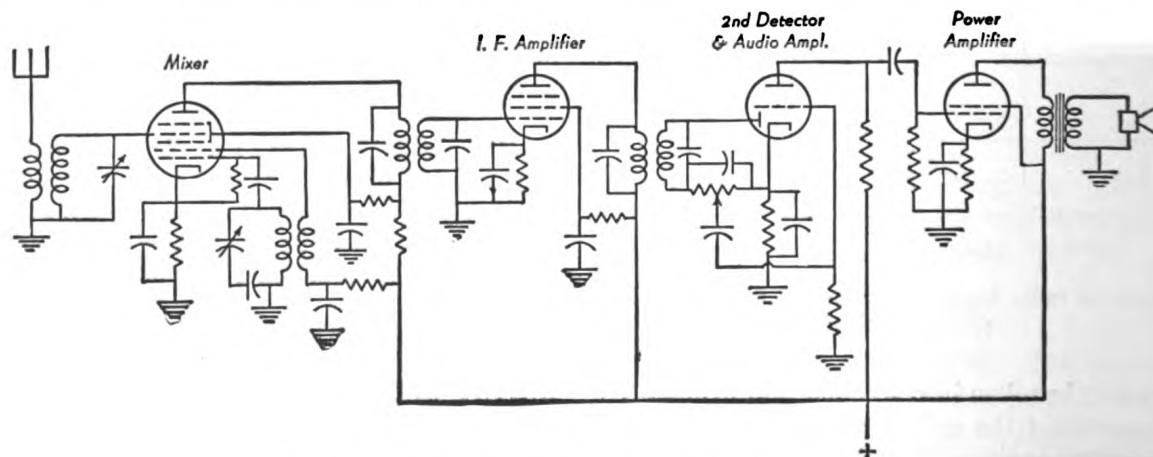 Mixer
I. F. Amplifier
2nd Detector
& Audio Ampl.
Power
Amplifier
+